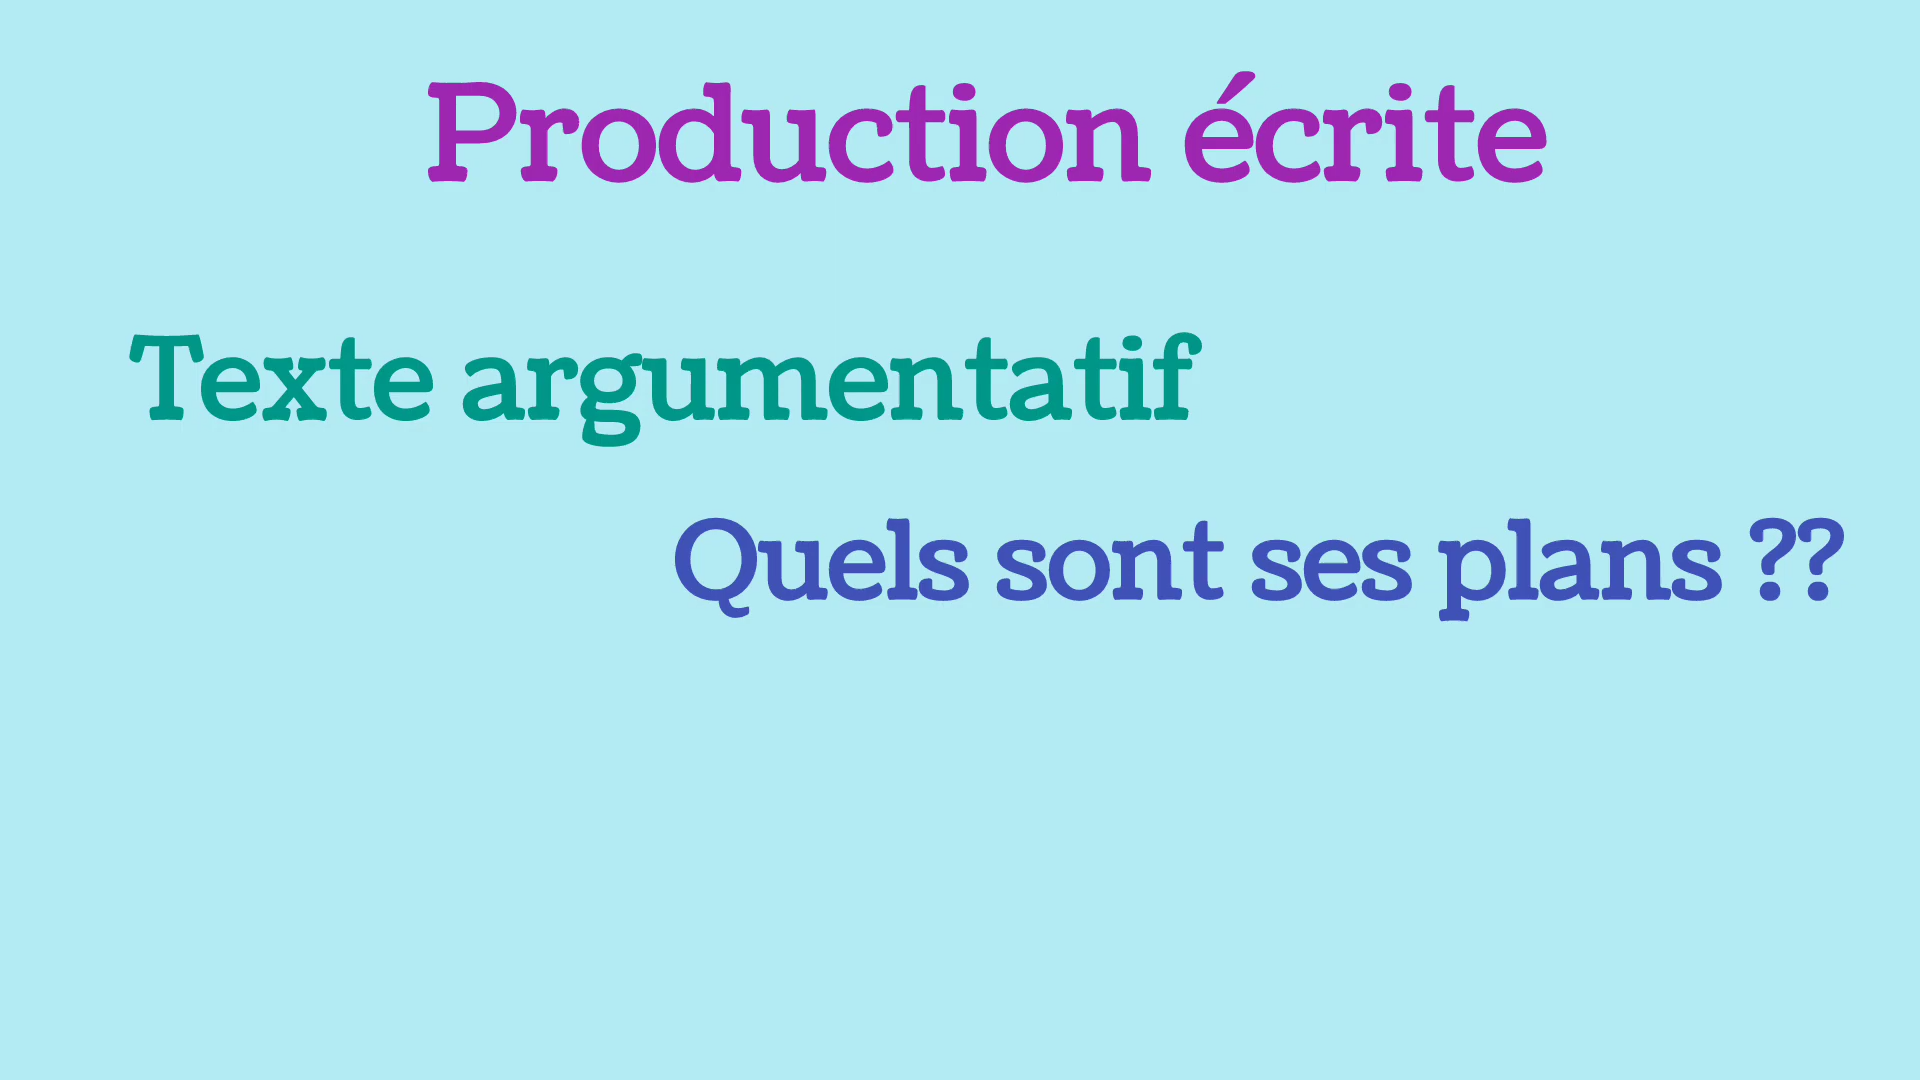 Production écrite
Texte argumentatif
Quels sont ses plans ??